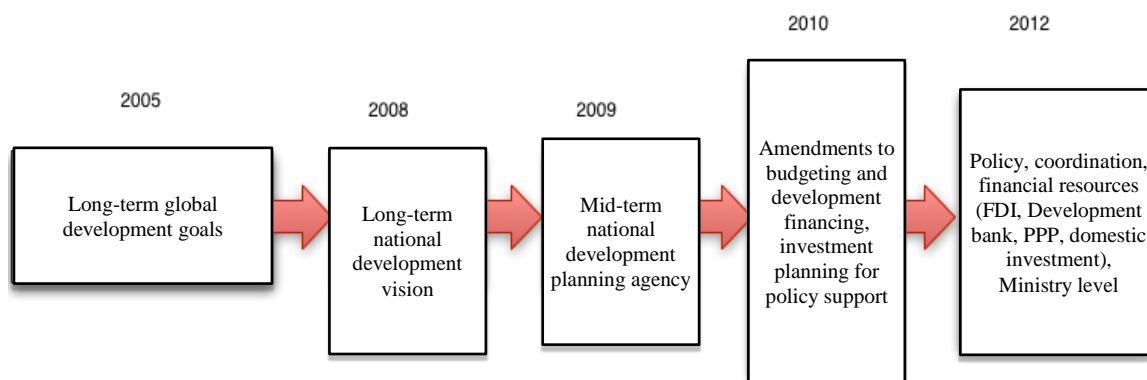 2005
Long-term global
development goals
2008
Long-term
national
development
vision
2009
Mid-term
national
development
planning agency
2010
Amendments to
budgeting and
development
financing,
investment
planning for
policy support
2012
Policy, coordination,
financial resources
(FDI, Development
bank, PPP, domestic
investment),
Ministry level